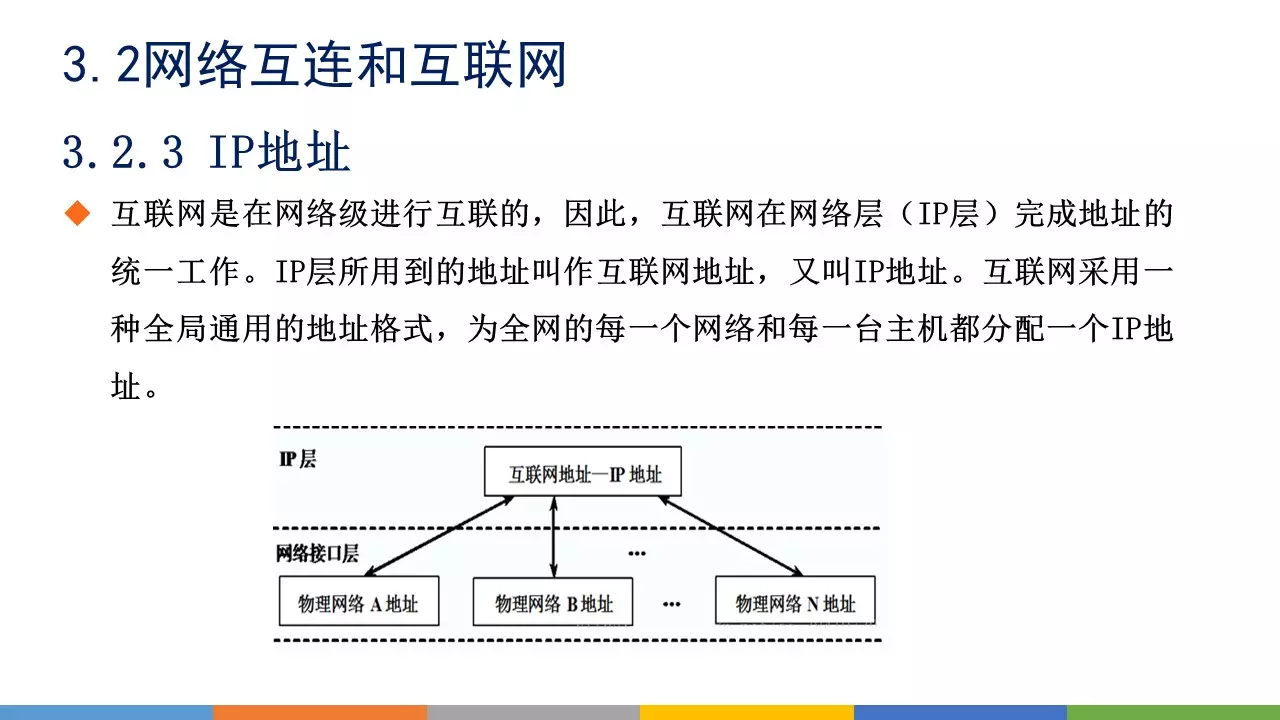 3.2网络互连和互联网
3.2.3 IP地址
互联网是在网络级进行互联的，因此，互联网在网络层（IP层）完成地址的
统一工作。IP层所用到的地址叫作互联网地址，又叫IP地址。互联网采用一
种全局通用的地址格式，为全网的每一个网络和每一台主机都分配一个IP地
址。
IP层
互联网地址—IP 地址
网络接口层
···
物理网络 A 地址
物理网络 B 地址
···
物理网络 N 地址